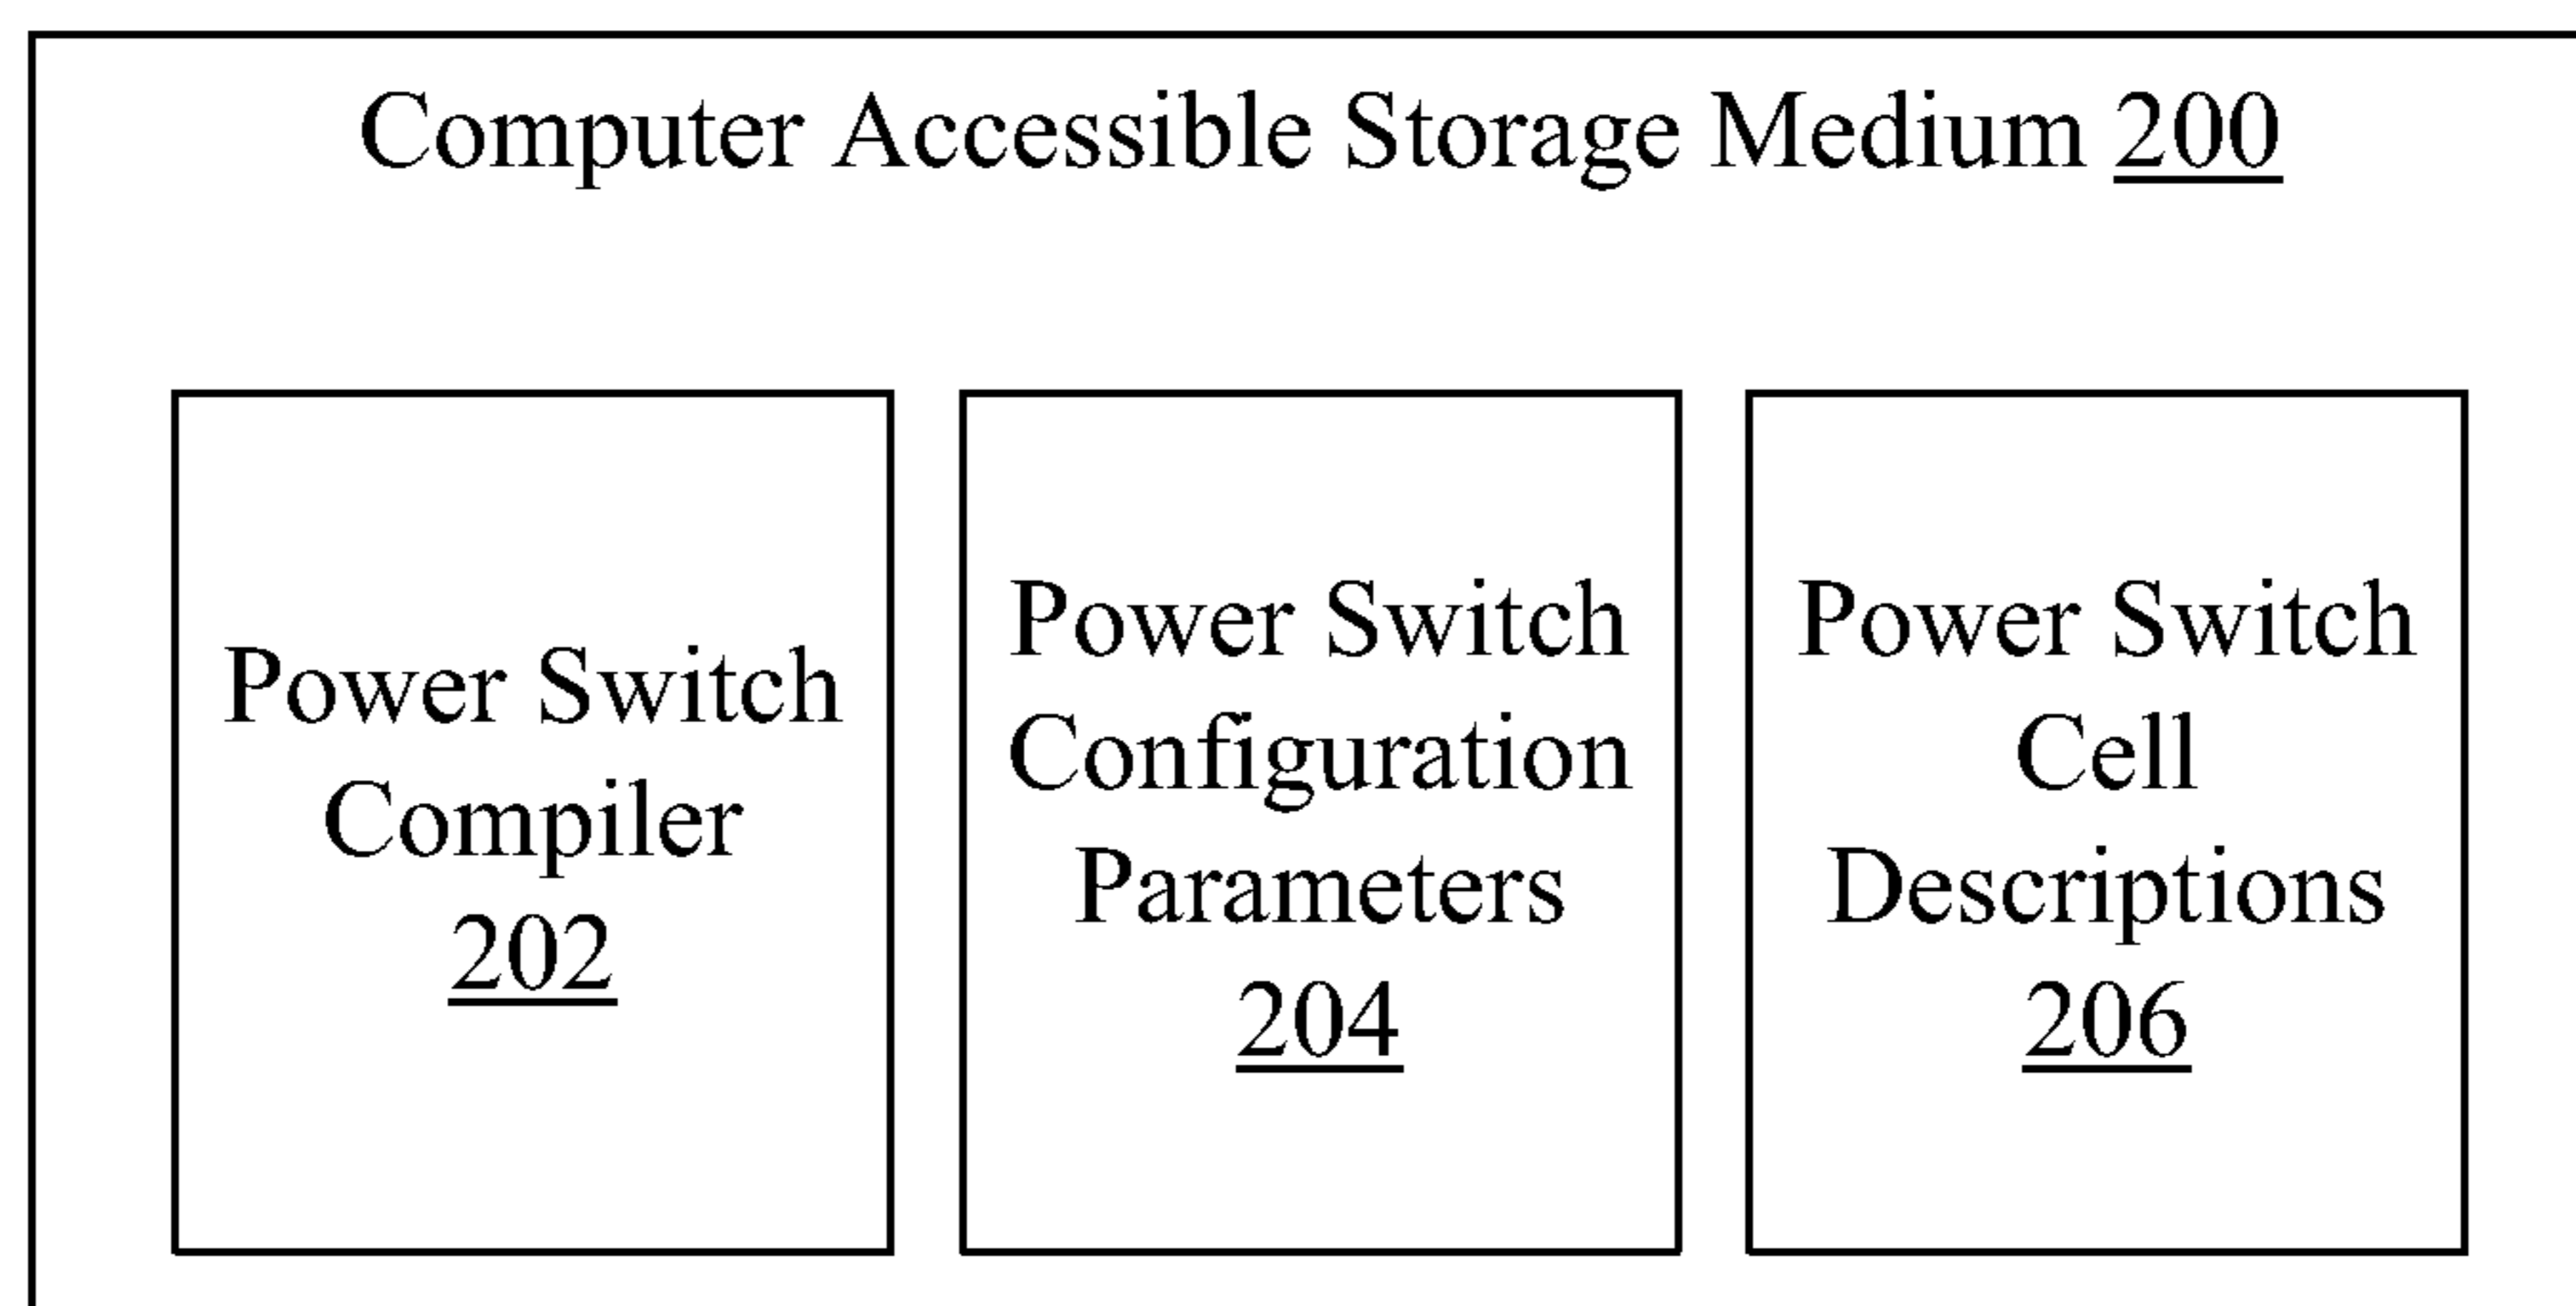 Computer Accessible Storage Medium 200
Power Switch
Compiler
202
Power Switch
Configuration
Parameters
204
Power Switch
Cell
Descriptions
206